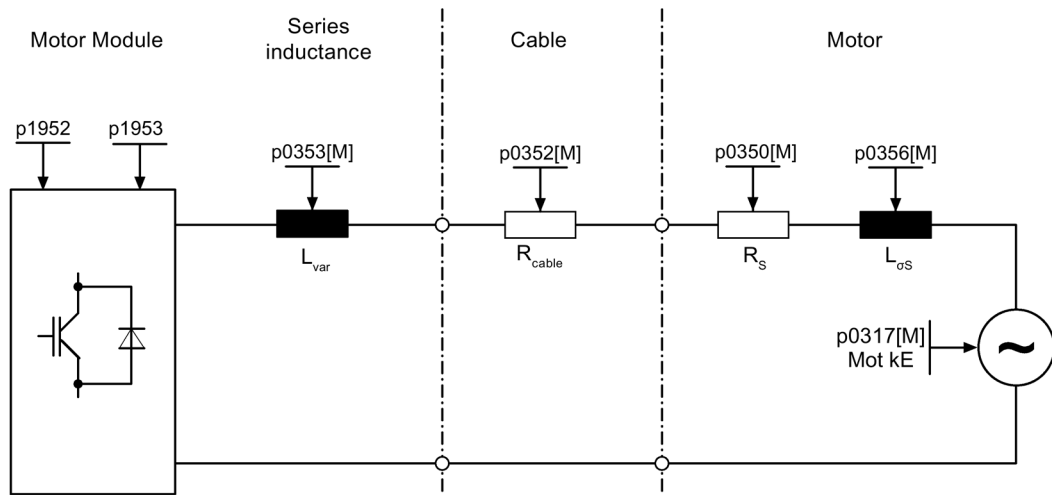 Motor Module
Series
inductance
Cable
Motor
p1952
p1953
p0353[M]
p0352[M]
p0350[M]
p0356[M]
Lvar
Rcable
RS
LσS
p0317[M]
Mot kE
~